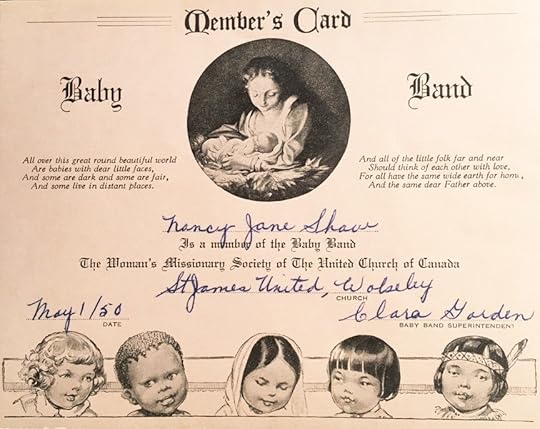 Member's Card
Baby
Band
All over this great round beautiful world
Are babies with dear little faces,
And some are dark and some are fair,
And some live in distant places.
And all of the little folk far and near
Should think of each other with love,
For all have the same wide earth for home,
And the same dear Father above.
Nancy Jane Shaw
Is a member of the Baby Band
The Woman's Missionary Society of The United Church of Canada
St James United, Wolseley
CHURCH
May 1/50
DATE
Clara Gorden
BABY BAND SUPERINTENDENT